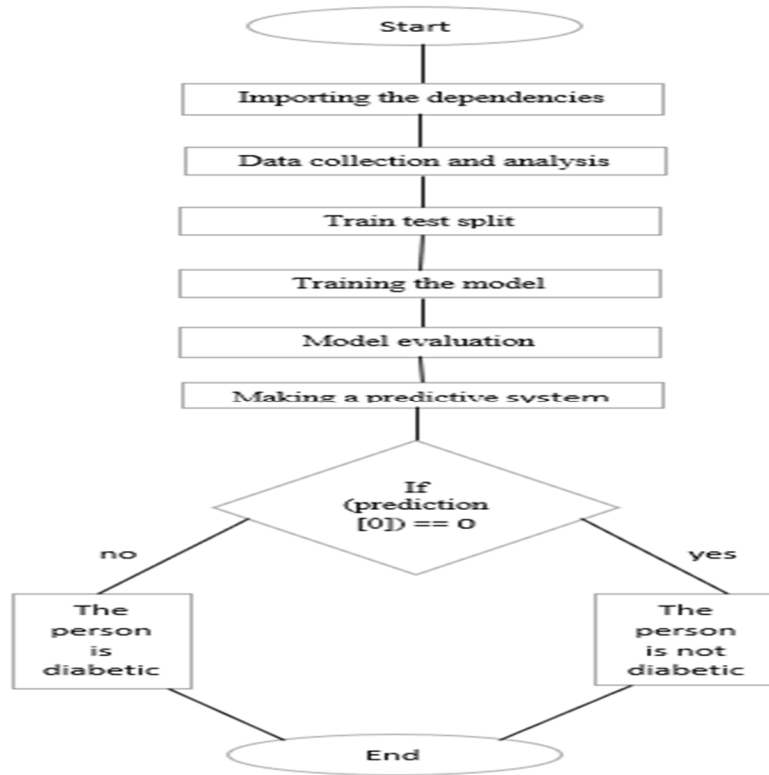 Start
Importing the dependencies
Data collection and analysis
Train test split
Training the model
Model evaluation
Making a predictive system
If
(prediction
[0]) == 0
no
yes
The
person
is
diabetic
The
person
is not
diabetic
End